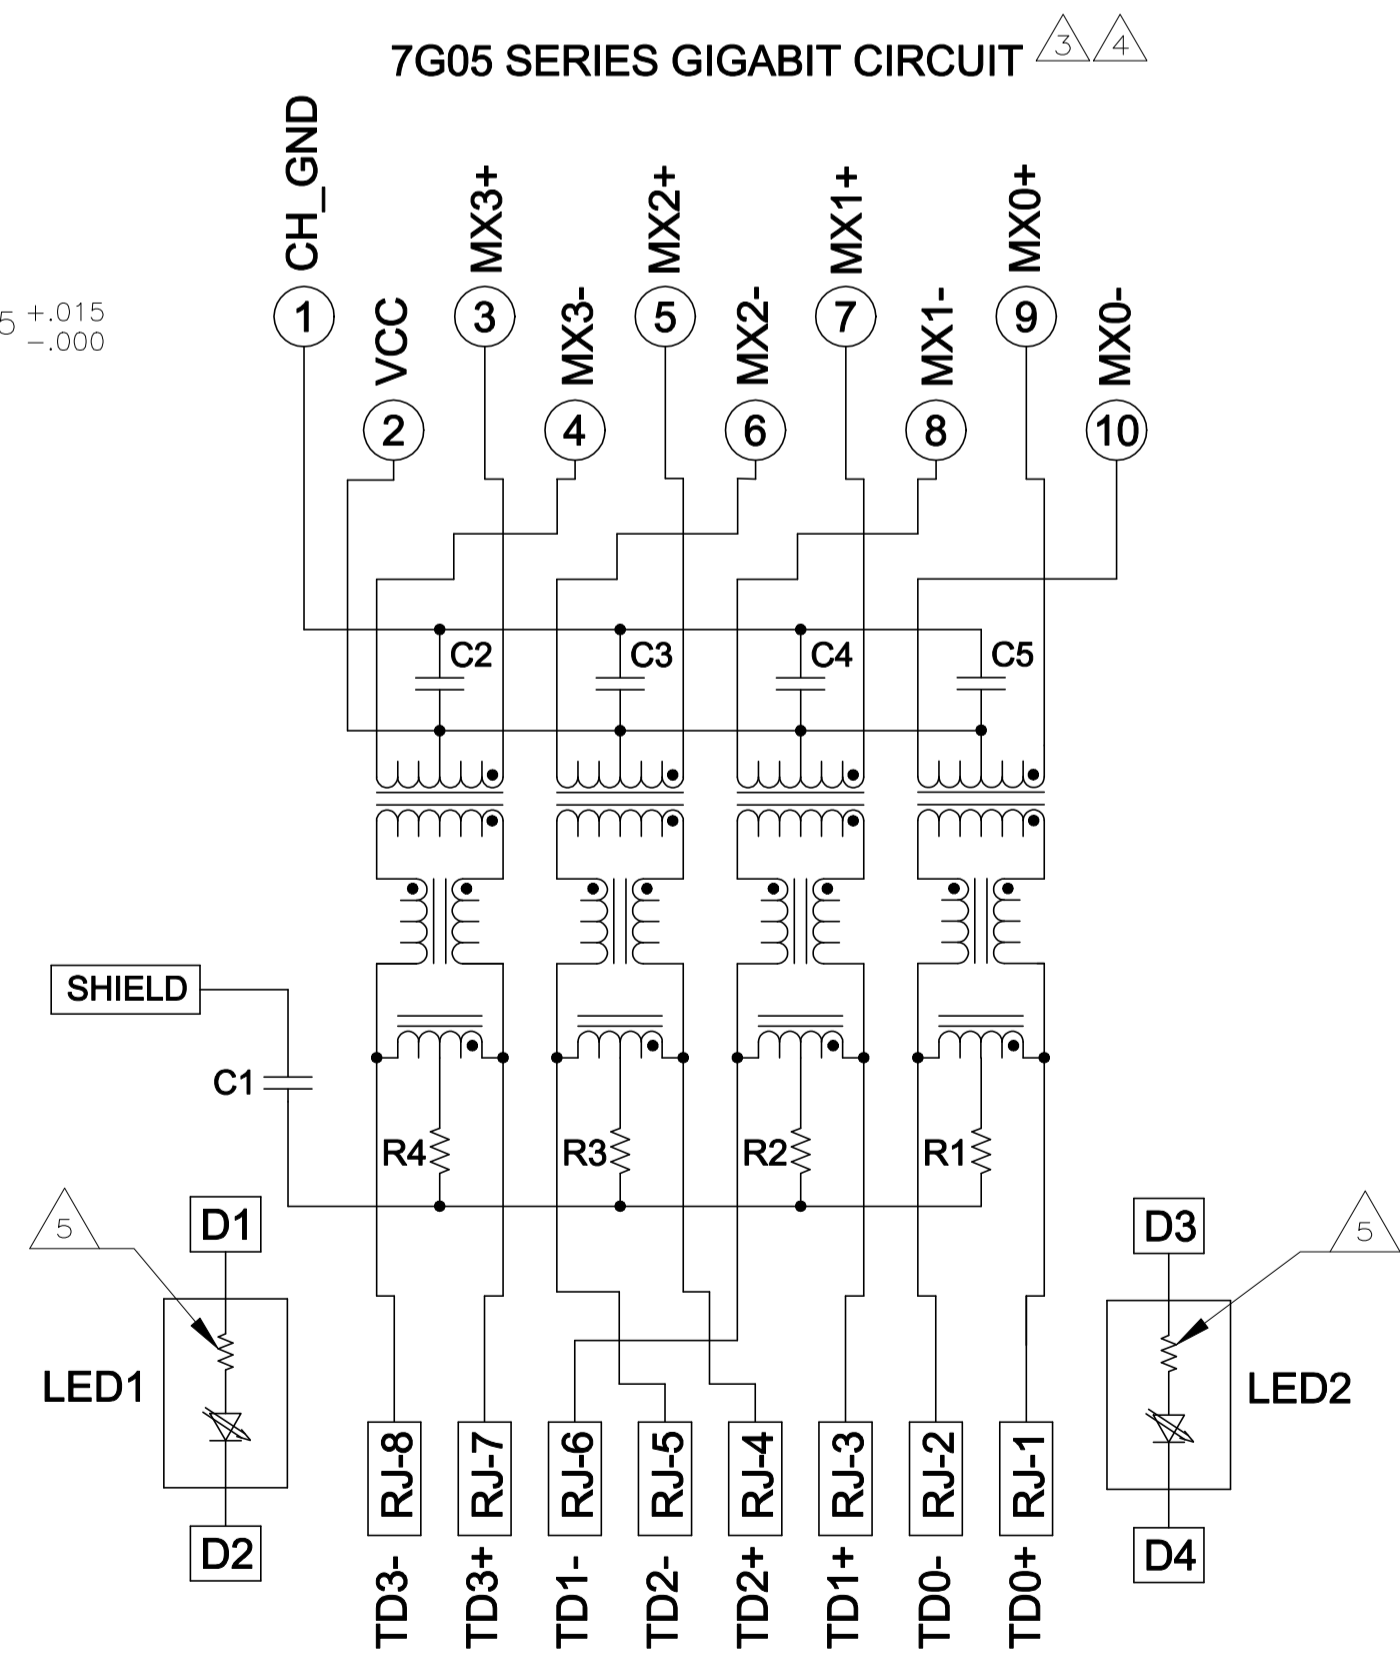 7G05 SERIES GIGABIT CIRCUIT 3 4
CH_GND
VCC
MX3+
MX3-
MX2+
MX2-
MX1+
MX1-
MX0+
MX0-
1 3 5 7 9
2 4 6 8 10
5 +.015
-.000
C2 C3 C4 C5
SHIELD
C1
R4 R3 R2 R1
5 D1 D3 5
LED1 LED2
RJ-8 RJ-7 RJ-6 RJ-5 RJ-4 RJ-3 RJ-2 RJ-1
D2 D4
TD3- TD3+ TD1- TD2- TD2+ TD1+ TD0- TD0+